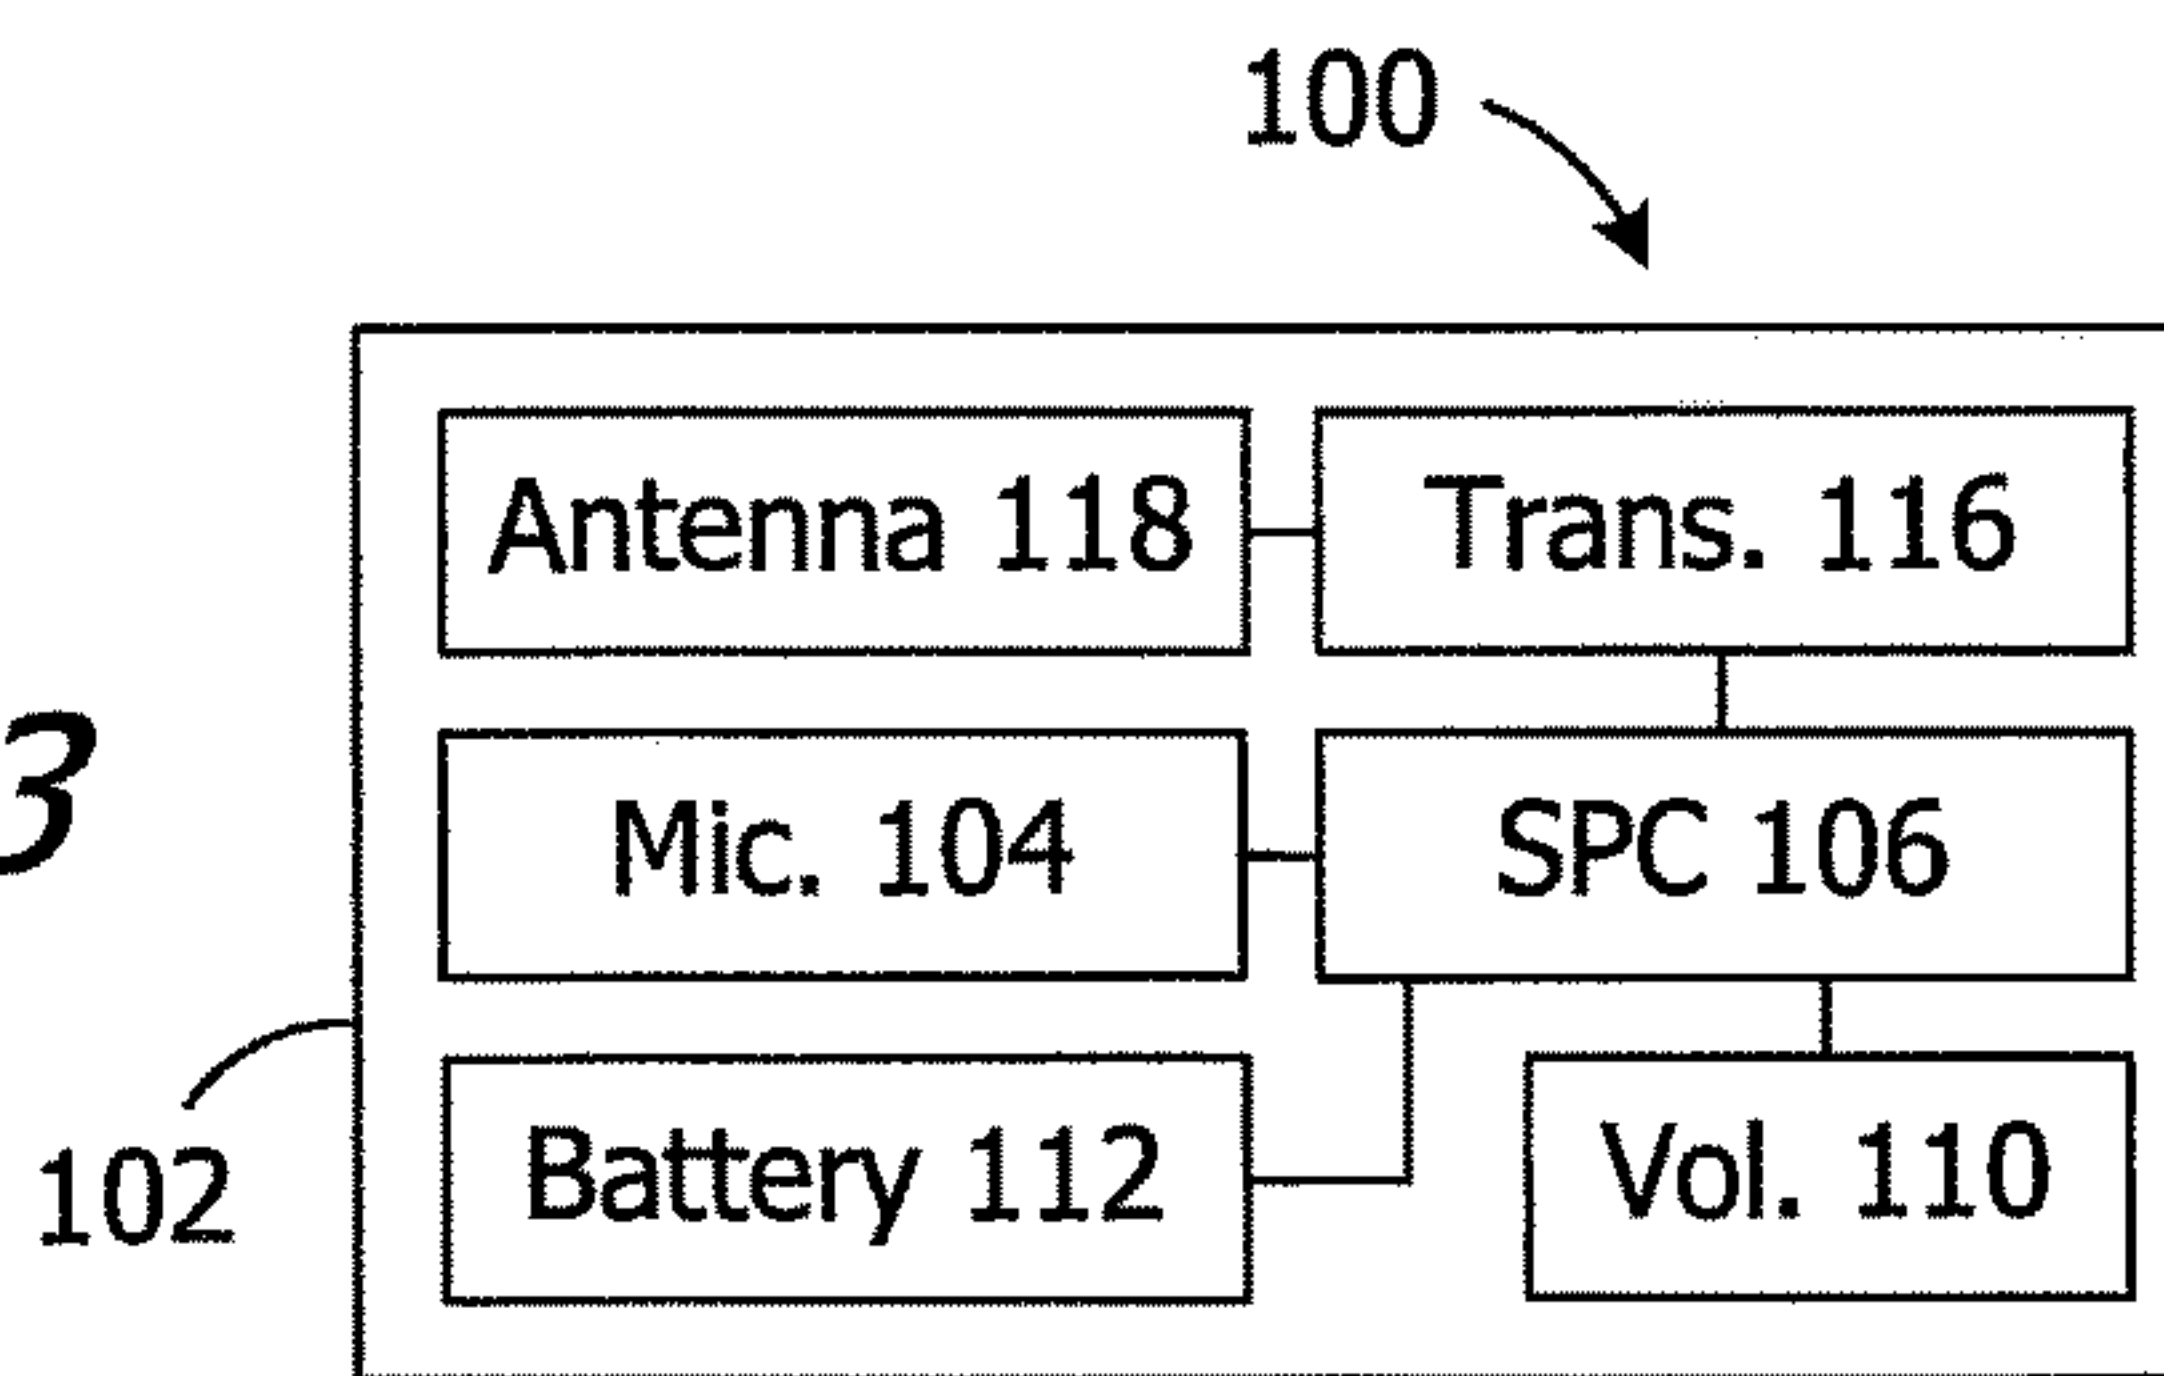 100
Antenna 118
Trans. 116
3
Mic. 104
SPC 106
102
Battery 112
Vol. 110